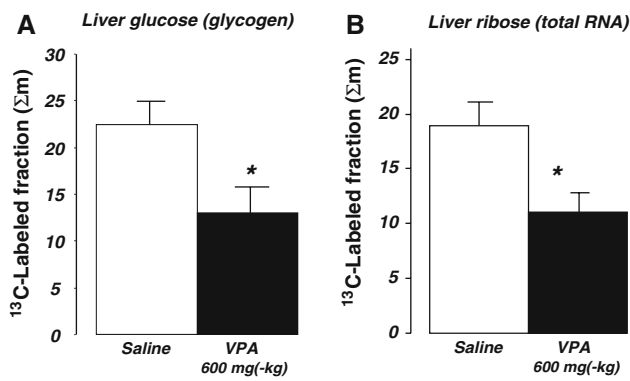 A
Liver glucose (glycogen)
¹³C-Labeled fraction (Σm)
30
25
20
15
10
5
0
*
Saline
VPA
600 mg(-kg)
B
Liver ribose (total RNA)
¹³C-Labeled fraction (Σm)
25
20
15
10
5
0
*
Saline
VPA
600 mg(-kg)